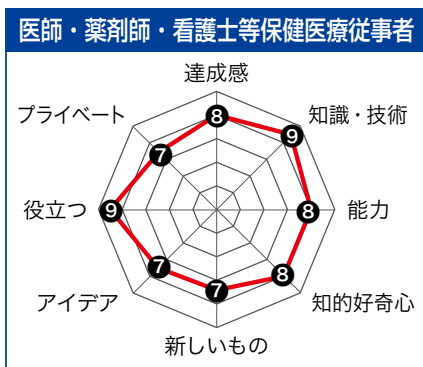 医師・薬剤師・看護士等保健医療従事者
達成感
8
プライベート
知識・技術
7
9
役立つ
9
8
能力
7
8
アイデア
7
知的好奇心
新しいもの